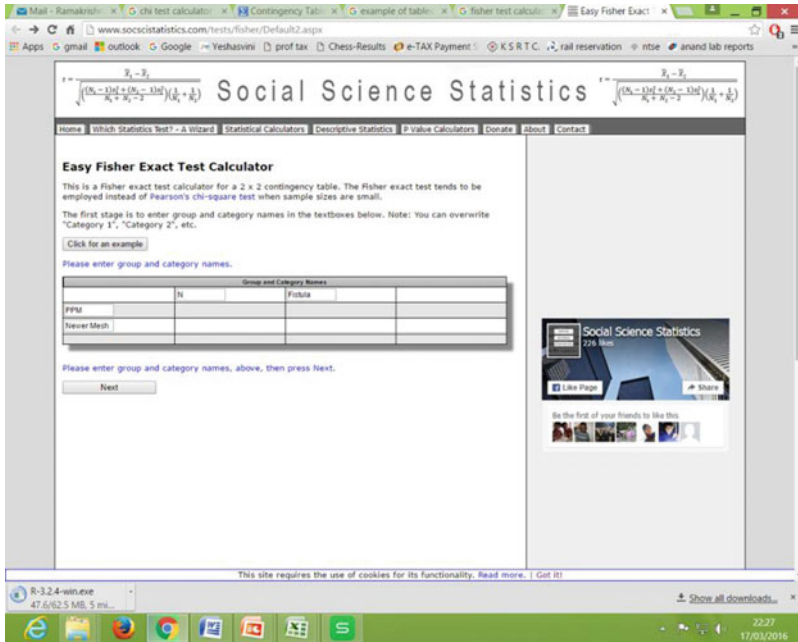 Mail - Ramakrishn
chi test calculator
Contingency Tabl
example of tables
fisher test calcula
Easy Fisher Exact
www.socscistatistics.com/tests/fisher/Default2.aspx
Apps gmail outlook Google Yeshasvini prof tax Chess-Results e-TAX Payment S K S R T C. rail reservation ntse anand lab reports
Social Science Statistics
Home Which Statistics Test? - A Wizard Statistical Calculators Descriptive Statistics P Value Calculators Donate About Contact
Easy Fisher Exact Test Calculator
This is a Fisher exact test calculator for a 2 x 2 contingency table. The Fisher exact test tends to be
employed instead of Pearson's chi-square test when sample sizes are small.
The first stage is to enter group and category names in the textboxes below. Note: You can overwrite
"Category 1", "Category 2", etc.
Click for an example
Please enter group and category names.
Group and Category Names
N Fistula
PPM
Newer Mesh
Please enter group and category names, above, then press Next.
Next
Social Science Statistics
226 likes
Like Page
Share
Be the first of your friends to like this
This site requires the use of cookies for its functionality. Read more. | Got it!
R-3.2.4-win.exe
47.6/62.5 MB, 5 mi...
Show all downloads...
22:27
17/03/2016